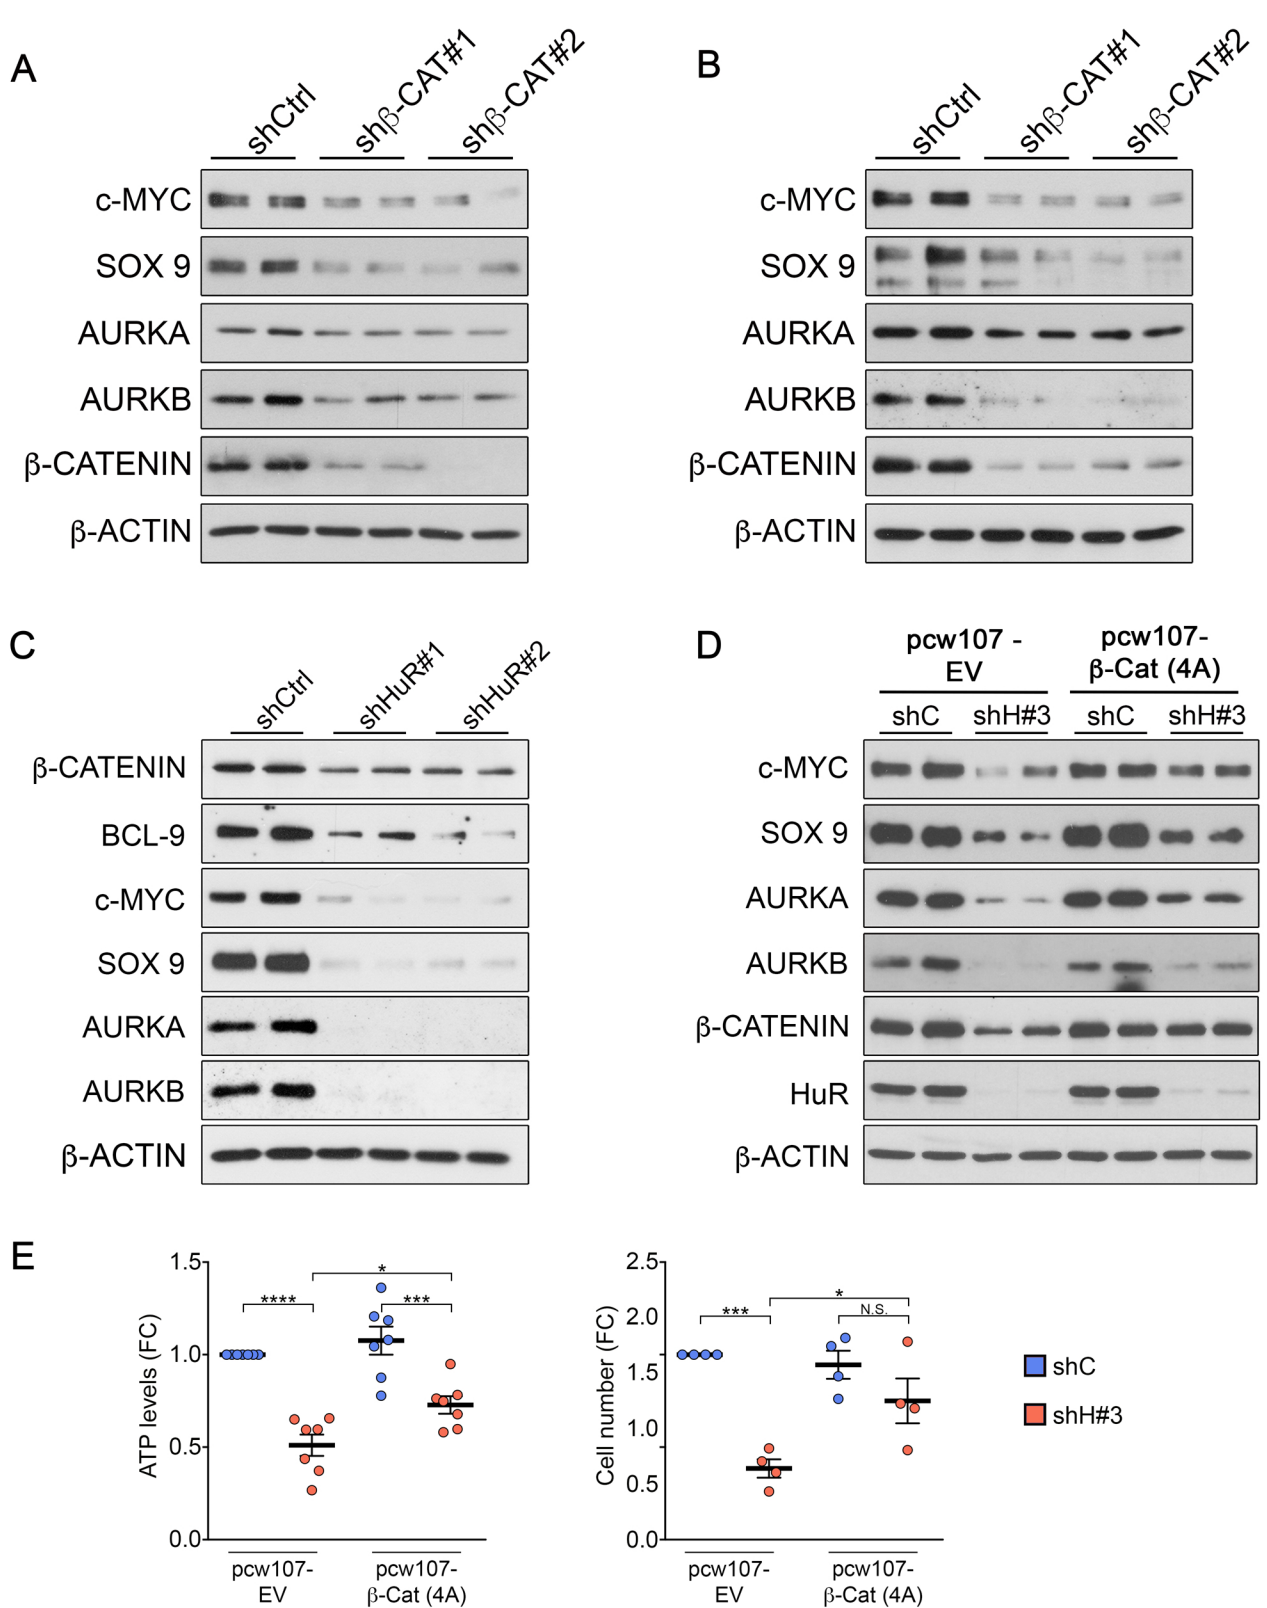 A
shCtrl
shβ-CAT#1
shβ-CAT#2
c-MYC
SOX 9
AURKA
AURKB
β-CATENIN
β-ACTIN
B
shCtrl
shβ-CAT#1
shβ-CAT#2
c-MYC
SOX 9
AURKA
AURKB
β-CATENIN
β-ACTIN
C
shCtrl
shHuR#1
shHuR#2
β-CATENIN
BCL-9
c-MYC
SOX 9
AURKA
AURKB
β-ACTIN
D
pcw107 -
EV
pcw107-
β-Cat (4A)
shC shH#3 shC shH#3
c-MYC
SOX 9
AURKA
AURKB
β-CATENIN
HuR
β-ACTIN
E
ATP levels (FC)
1.5
1.0
0.5
0.0
****
*
***
pcw107-
EV
pcw107-
β-Cat (4A)
Cell number (FC)
2.5
2.0
1.5
1.0
0.5
0.0
***
*
N.S.
pcw107-
EV
pcw107-
β-Cat (4A)
shC
shH#3